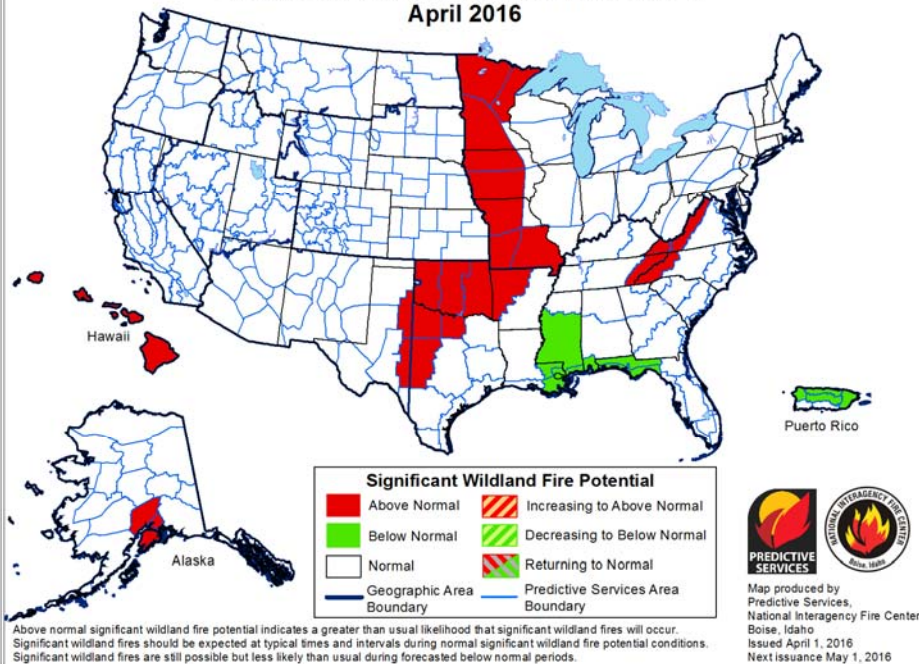 April 2016
Hawaii
Puerto Rico
Alaska
Significant Wildland Fire Potential
Above Normal
Increasing to Above Normal
Below Normal
Decreasing to Below Normal
Normal
Returning to Normal
Geographic Area
Boundary
Predictive Services Area
Boundary
PREDICTIVE
SERVICES
NATIONAL INTERAGENCY FIRE CENTER
Boise, Idaho
Map produced by
Predictive Services,
National Interagency Fire Center
Boise, Idaho
Issued April 1, 2016
Next issuance May 1, 2016
Above normal significant wildland fire potential indicates a greater than usual likelihood that significant wildland fires will occur.
Significant wildland fires should be expected at typical times and intervals during normal significant wildland fire potential conditions.
Significant wildland fires are still possible but less likely than usual during forecasted below normal periods.